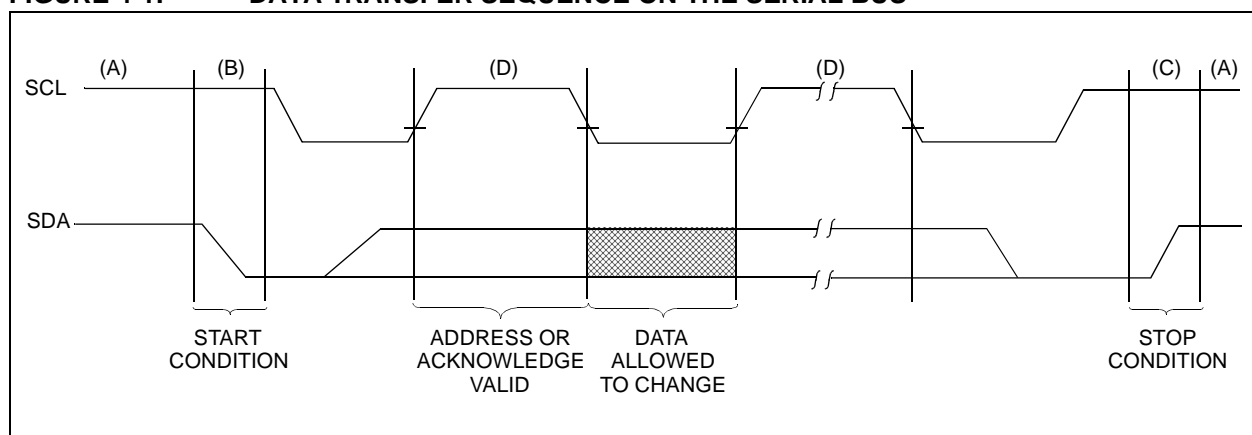 FIGURE 4-1: DATA TRANSFER SEQUENCE ON THE SERIAL BUS
(A) (B) (D) (D) (C) (A)
SCL
SDA
START
CONDITION
ADDRESS OR
ACKNOWLEDGE
VALID
DATA
ALLOWED
TO CHANGE
STOP
CONDITION